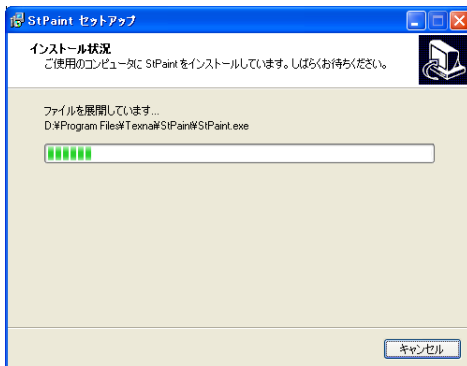 StPaint セットアップ
インストール状況
ご使用のコンピュータに StPaint をインストールしています。しばらくお待ちください。
ファイルを展開しています...
D:¥Program Files¥Texnai¥StPaint¥StPaint.exe
キャンセル